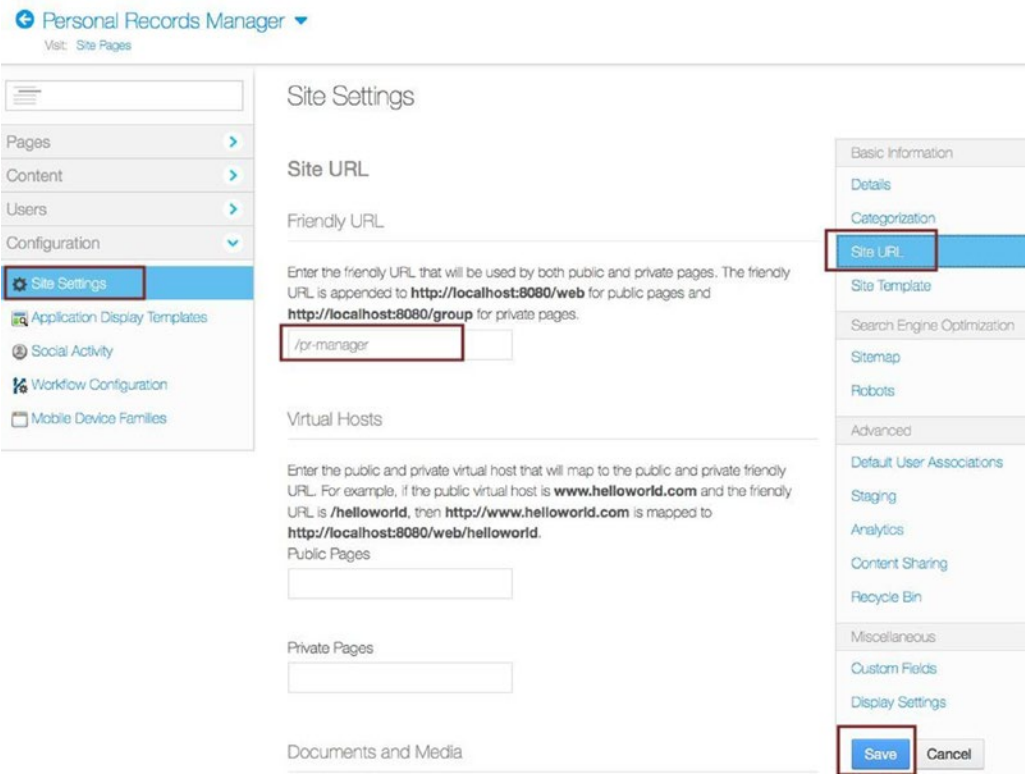 Personal Records Manager
Visit: Site Pages
Pages
Content
Users
Configuration
Site Settings
Application Display Templates
Social Activity
Workflow Configuration
Mobile Device Families
Site Settings
Site URL
Friendly URL
Enter the friendly URL that will be used by both public and private pages. The friendly
URL is appended to http://localhost:8080/web for public pages and
http://localhost:8080/group for private pages.
/pr-manager
Virtual Hosts
Enter the public and private virtual host that will map to the public and private friendly
URL. For example, if the public virtual host is www.helloworld.com and the friendly
URL is /helloworld, then http://www.helloworld.com is mapped to
http://localhost:8080/web/helloworld.
Public Pages
Private Pages
Documents and Media
Basic Information
Details
Categorization
Site URL
Site Template
Search Engine Optimization
Sitemap
Robots
Advanced
Default User Associations
Staging
Analytics
Content Sharing
Recycle Bin
Miscellaneous
Custom Fields
Display Settings
Save Cancel